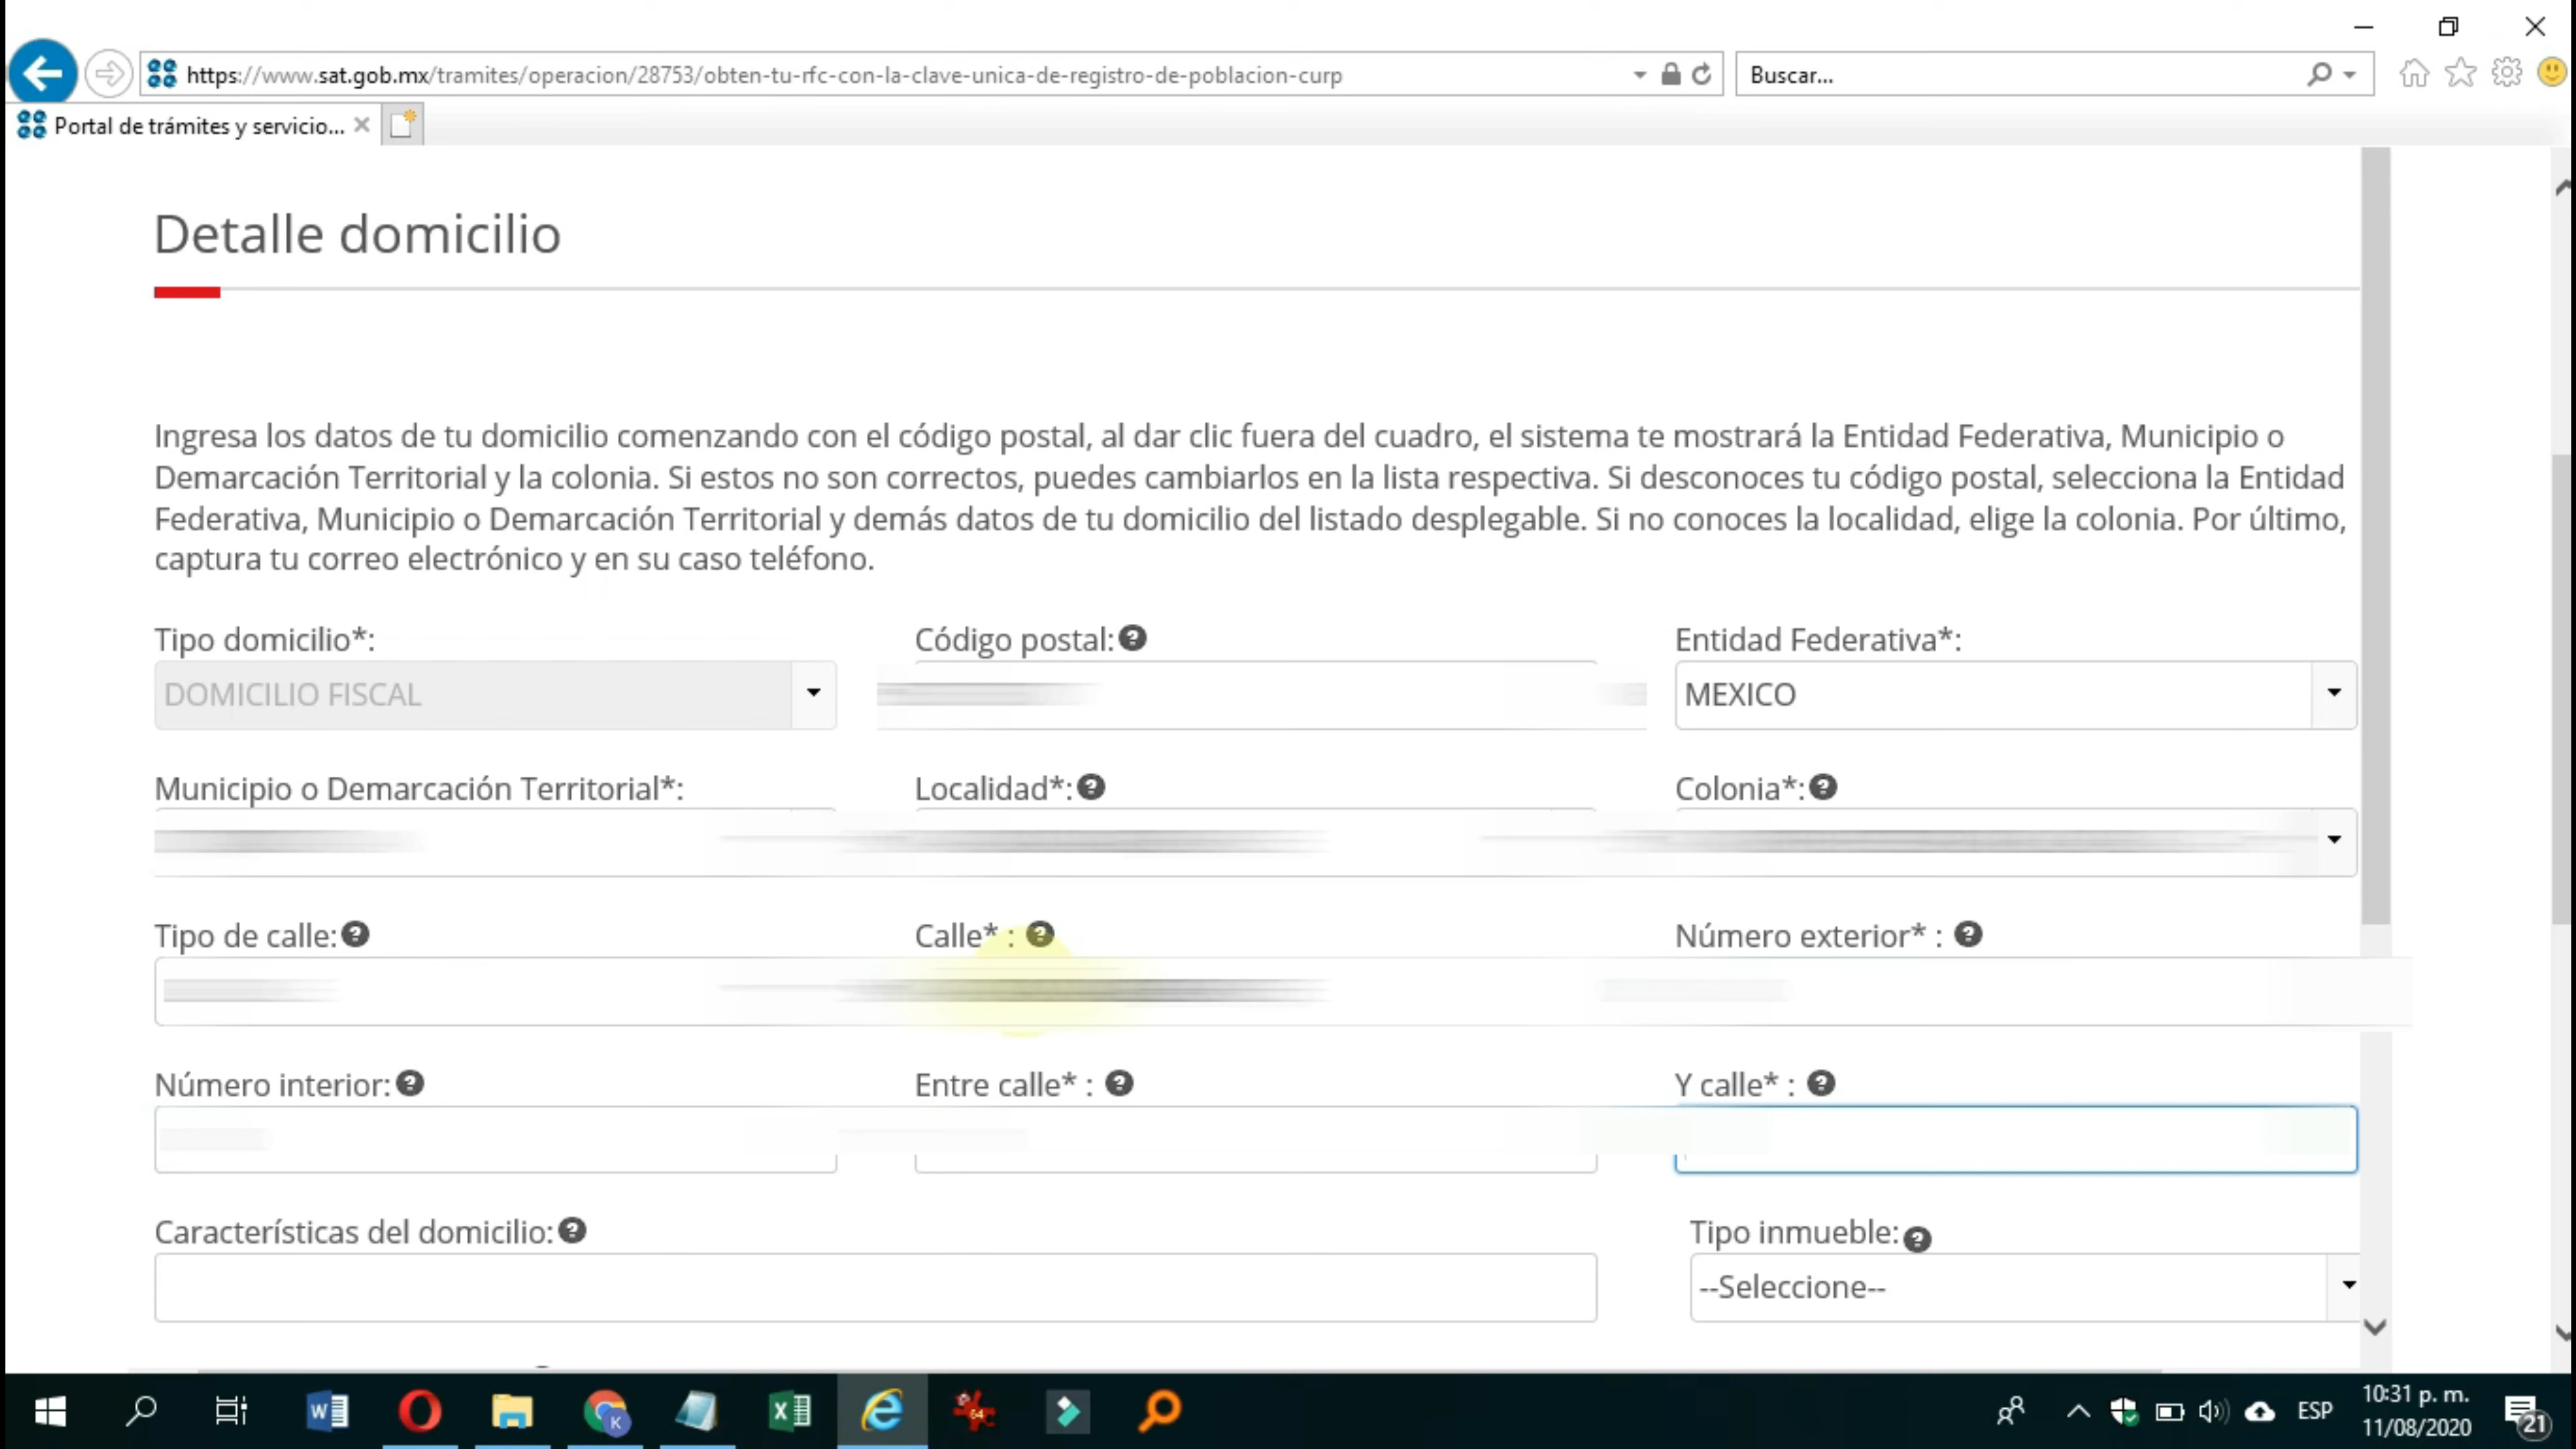 https://www.sat.gob.mx/tramites/operacion/28753/obten-tu-rfc-con-la-clave-unica-de-registro-de-poblacion-curp
Buscar...
Portal de trámites y servicio...
Detalle domicilio
Ingresa los datos de tu domicilio comenzando con el código postal, al dar clic fuera del cuadro, el sistema te mostrará la Entidad Federativa, Municipio o
Demarcación Territorial y la colonia. Si estos no son correctos, puedes cambiarlos en la lista respectiva. Si desconoces tu código postal, selecciona la Entidad
Federativa, Municipio o Demarcación Territorial y demás datos de tu domicilio del listado desplegable. Si no conoces la localidad, elige la colonia. Por último,
captura tu correo electrónico y en su caso teléfono.
Tipo domicilio*: Código postal: Entidad Federativa*:
DOMICILIO FISCAL MEXICO
Municipio o Demarcación Territorial*: Localidad*: Colonia*:
Tipo de calle: Calle* : Número exterior* :
Número interior: Entre calle* : Y calle* :
Características del domicilio: Tipo inmueble:
--Seleccione--
ESP
10:31 p. m.
11/08/2020
21